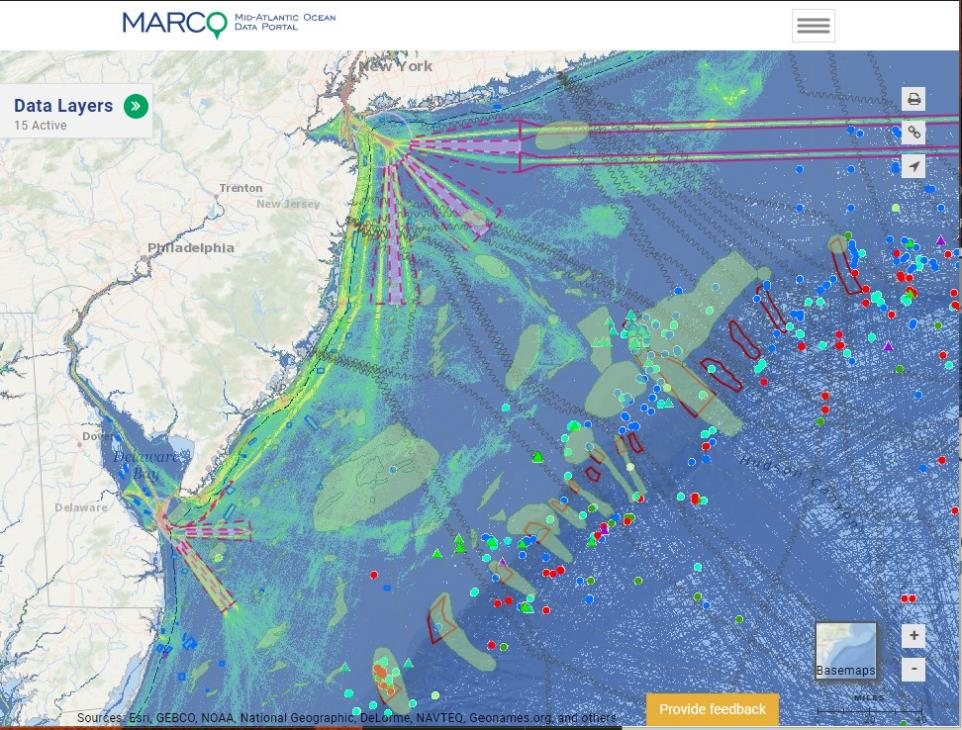 MARCO
MID-ATLANTIC OCEAN
DATA PORTAL
New York
Data Layers
15 Active
Trenton
New Jersey
Philadelphia
Dover
Delaware
Bay
Delaware
Hudson Canyon
Basemaps
+
-
MILES
Provide feedback
Sources: Esri, GEBCO, NOAA, National Geographic, DeLorme, NAVTEQ, Geonames.org, and others